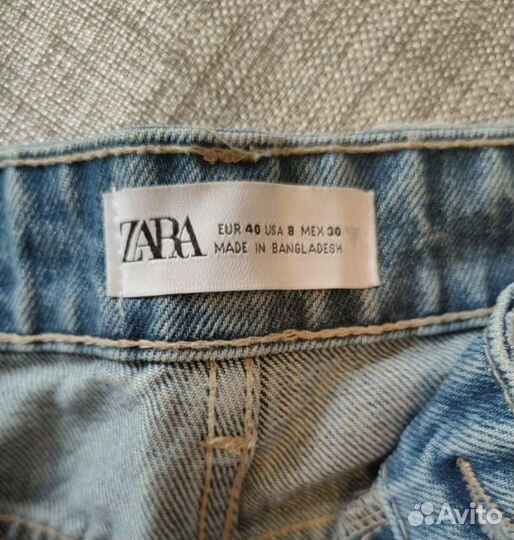 ZARA
EUR 40 USA 8 MEX 30
MADE IN BANGLADESH
Avito